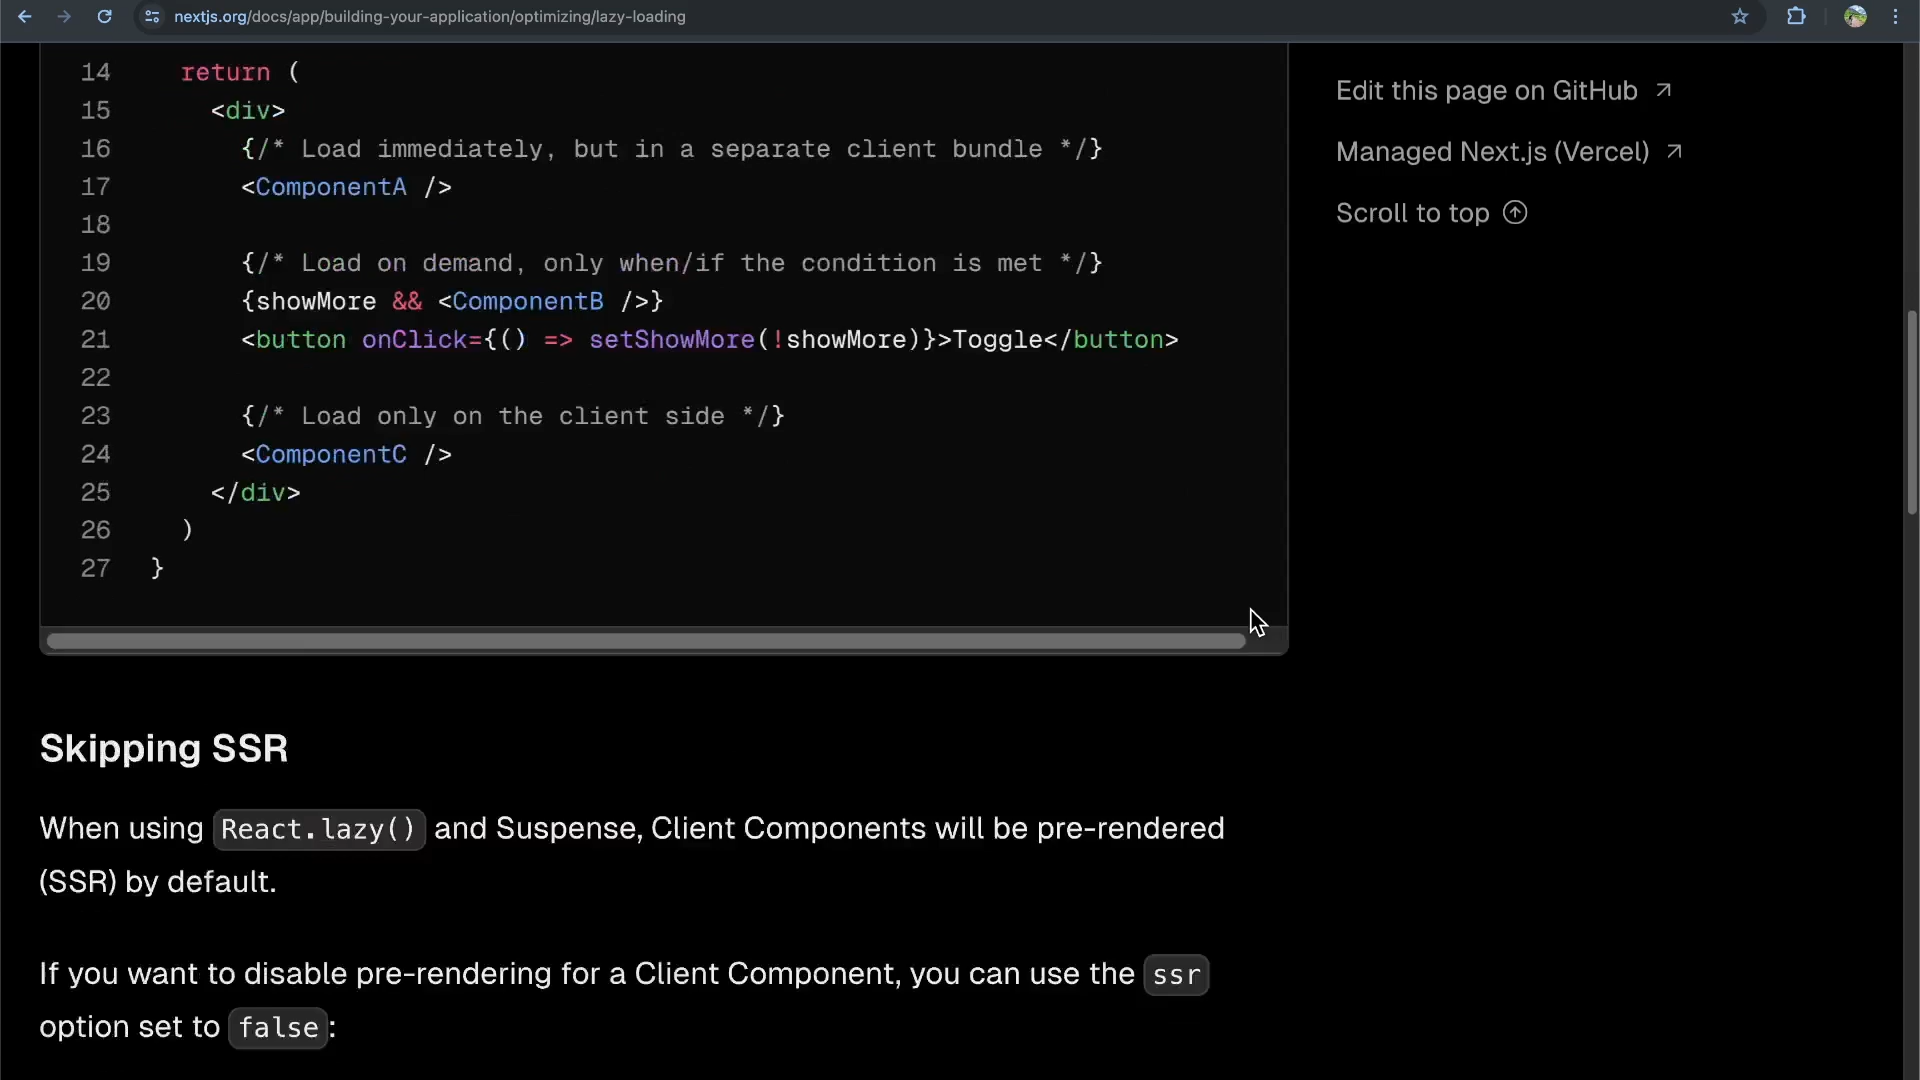 nextjs.org/docs/app/building-your-application/optimizing/lazy-loading
14 return (
15 <div>
16 {/* Load immediately, but in a separate client bundle */}
17 <ComponentA />
18
19 {/* Load on demand, only when/if the condition is met */}
20 {showMore && <ComponentB />}
21 <button onClick={() => setShowMore(!showMore)}>Toggle</button>
22
23 {/* Load only on the client side */}
24 <ComponentC />
25 </div>
26 )
27 }
Edit this page on GitHub ↗
Managed Next.js (Vercel) ↗
Scroll to top
Skipping SSR
When using React.lazy() and Suspense, Client Components will be pre-rendered
(SSR) by default.
If you want to disable pre-rendering for a Client Component, you can use the ssr
option set to false: